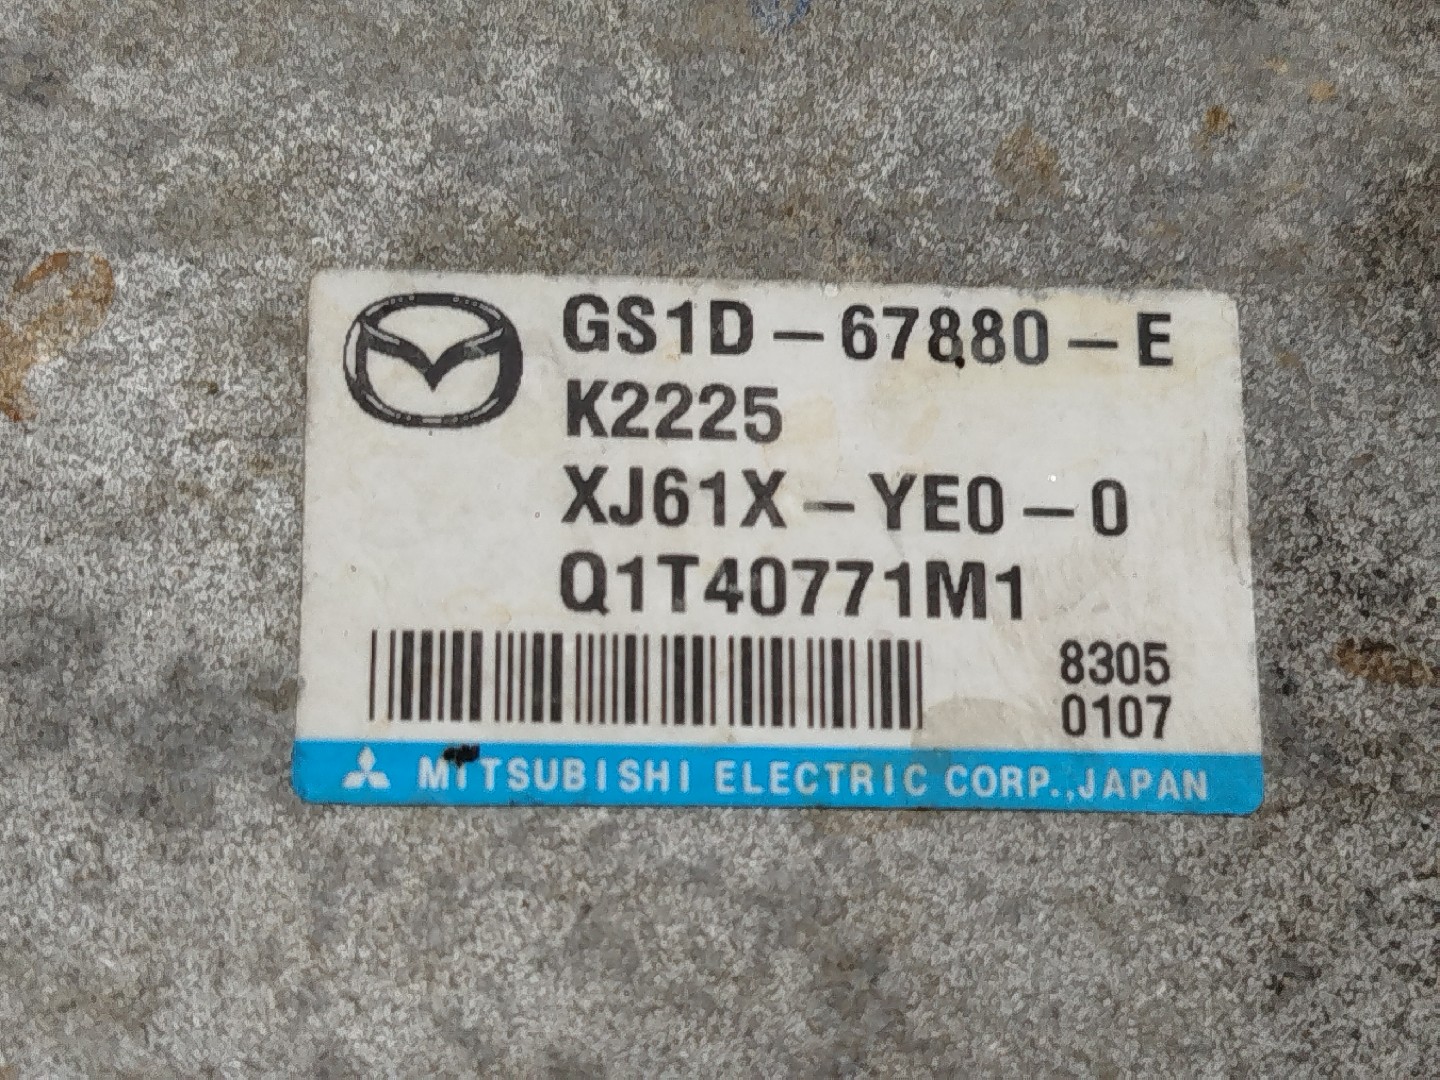 GS1D-67880-E
K2225
XJ61X-YE0-0
Q1T40771M1
8305
0107
MITSUBISHI ELECTRIC CORP.,JAPAN